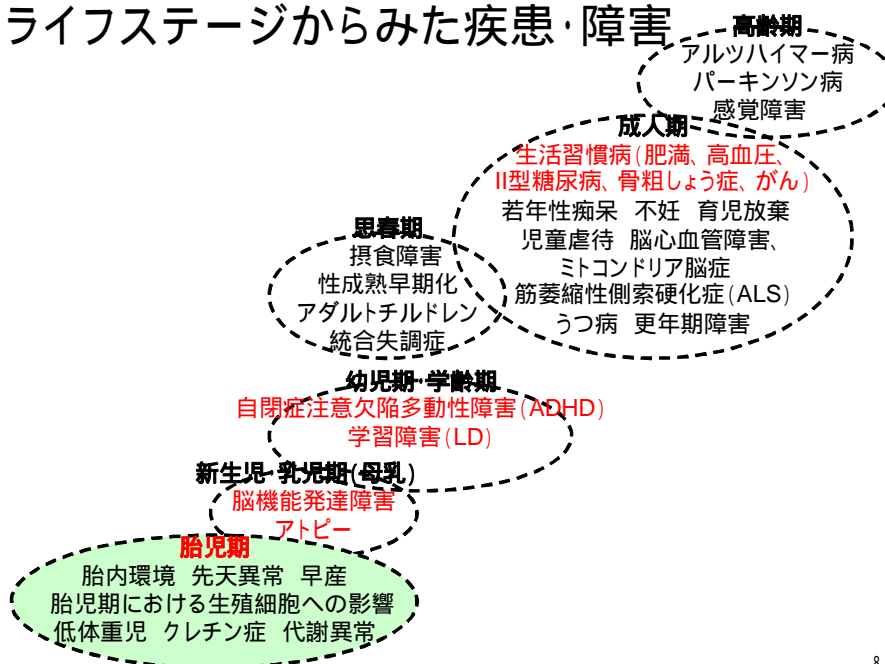 ライフステージからみた疾患・障害
高齢期
アルツハイマー病
パーキンソン病
感覚障害
成人期
生活習慣病(肥満、高血圧、
II型糖尿病、骨粗しょう症、がん)
若年性痴呆 不妊 育児放棄
児童虐待 脳心血管障害、
ミトコンドリア脳症
筋萎縮性側索硬化症(ALS)
うつ病 更年期障害
思春期
摂食障害
性成熟早期化
アダルトチルドレン
統合失調症
幼児期・学齢期
自閉症注意欠陥多動性障害(ADHD)
学習障害(LD)
新生児・乳児期(母乳)
脳機能発達障害
アトピー
胎児期
胎内環境 先天異常 早産
胎児期における生殖細胞への影響
低体重児 クレチン症 代謝異常
8